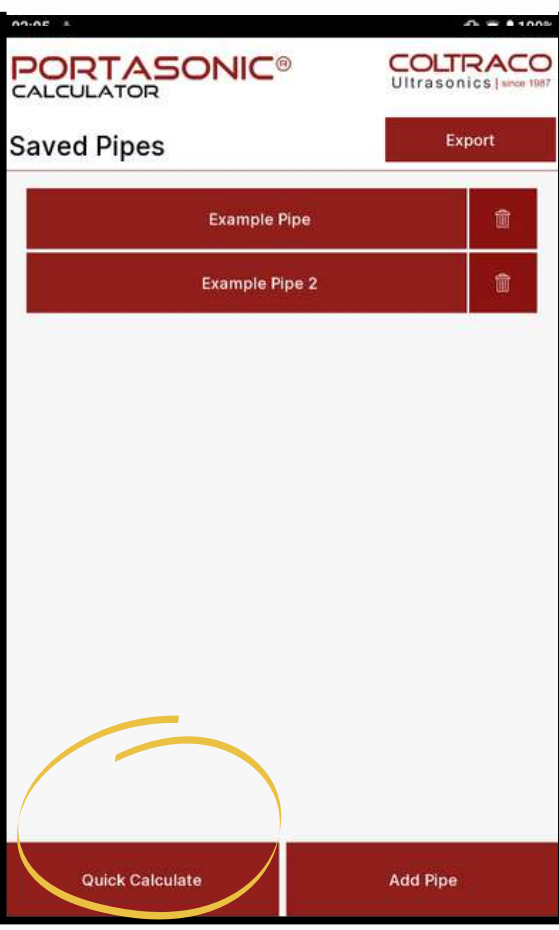 PORTASONIC®
CALCULATOR
COLTRACO
Ultrasonics | since 1987
Saved Pipes
Export
Example Pipe
Example Pipe 2
Quick Calculate
Add Pipe